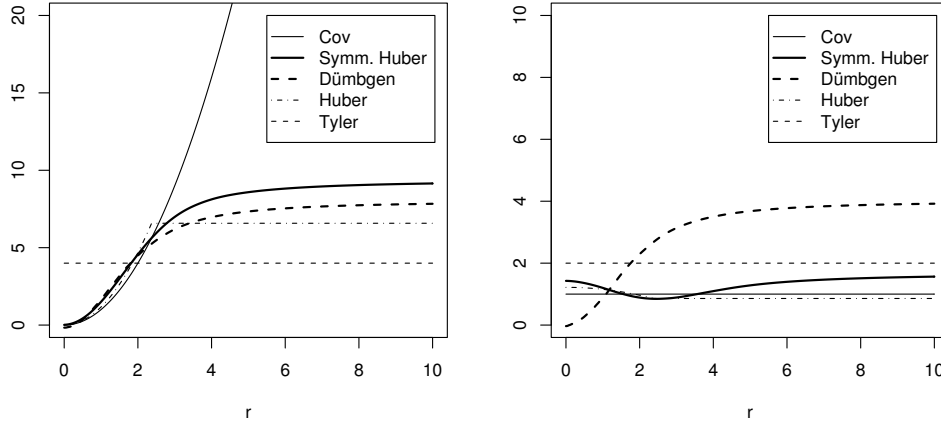 20
15
10
5
0
Cov
Symm. Huber
Dümbgen
Huber
Tyler
0 2 4 6 8 10
r
10
8
6
4
2
0
Cov
Symm. Huber
Dümbgen
Huber
Tyler
0 2 4 6 8 10
r